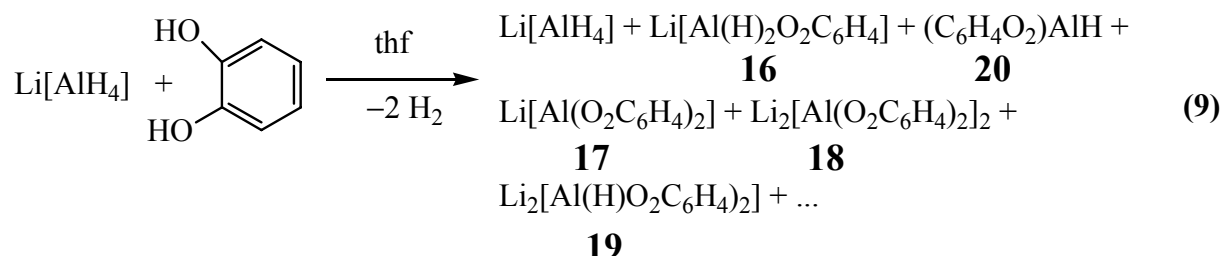 Li[AlH₄] + Li[Al(H)₂O₂C₆H₄] + (C₆H₄O₂)AlH +
16 20
HO
HO
Li[AlH₄] +
thf
−2 H₂
Li[Al(O₂C₆H₄)₂] + Li₂[Al(O₂C₆H₄)₂]₂ +
17 18
(9)
Li₂[Al(H)O₂C₆H₄)₂] + ...
19